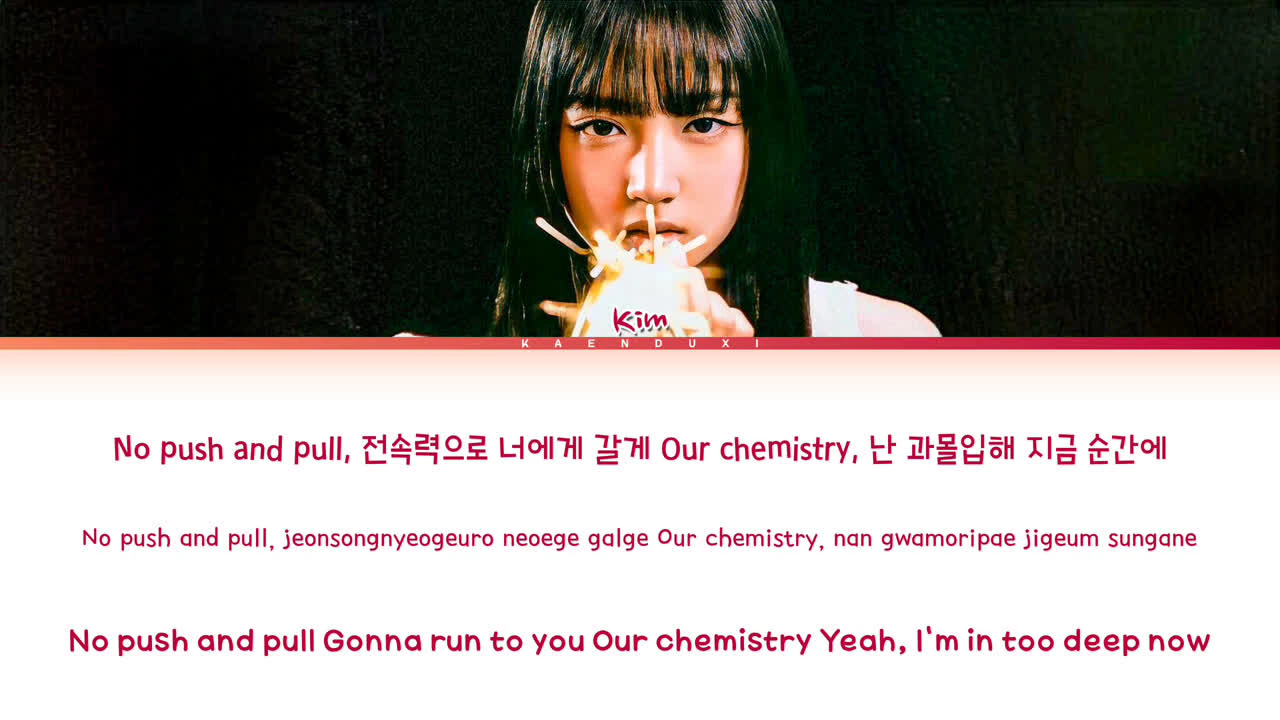 Kim
KAENDUXI
No push and pull, 전속력으로 너에게 갈게 Our chemistry, 난 과몰입해 지금 순간에
No push and pull, jeonsongnyeogeuro neoege galge Our chemistry, nan gwamoripae jigeum sungane
No push and pull Gonna run to you Our chemistry Yeah, I'm in too deep now